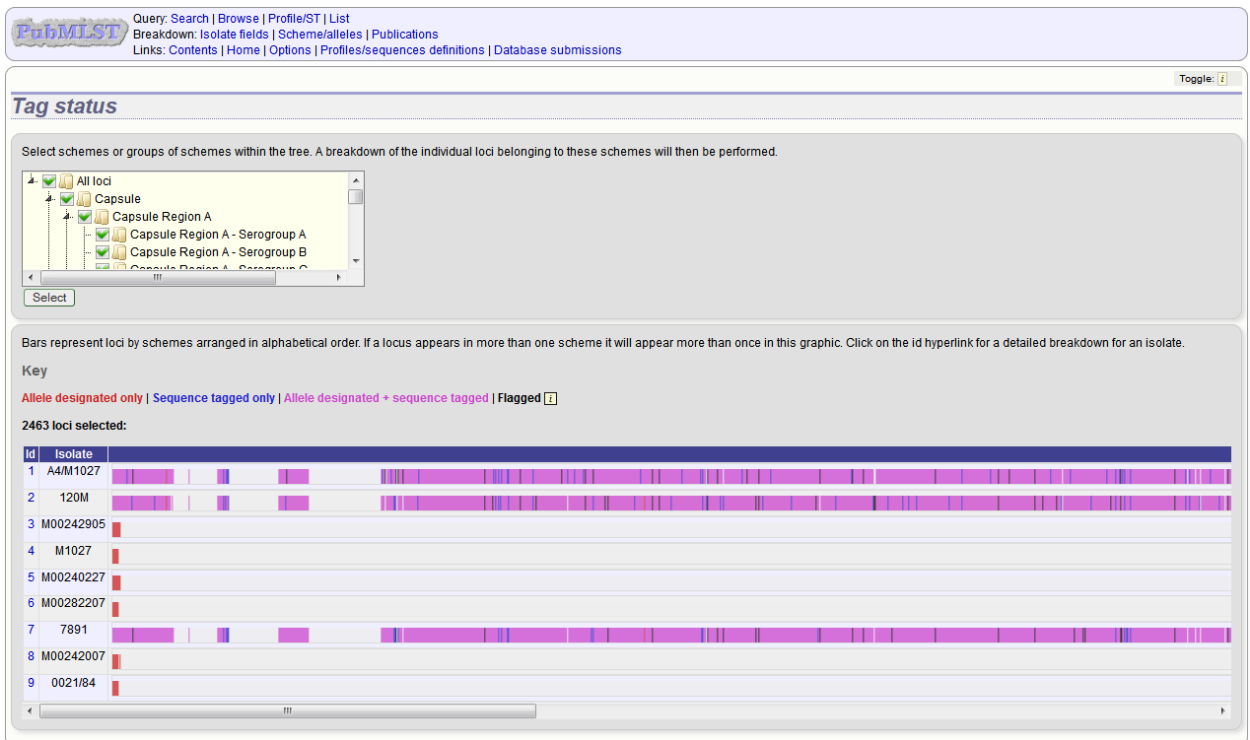 PubMLST
Query: Search | Browse | Profile/ST | List
Breakdown: Isolate fields | Scheme/alleles | Publications
Links: Contents | Home | Options | Profiles/sequences definitions | Database submissions
Toggle: i
Tag status
Select schemes or groups of schemes within the tree. A breakdown of the individual loci belonging to these schemes will then be performed.
All loci
Capsule
Capsule Region A
Capsule Region A - Serogroup A
Capsule Region A - Serogroup B
Capsule Region A - Serogroup C
Select
Bars represent loci by schemes arranged in alphabetical order. If a locus appears in more than one scheme it will appear more than once in this graphic. Click on the id hyperlink for a detailed breakdown for an isolate.
Key
Allele designated only | Sequence tagged only | Allele designated + sequence tagged | Flagged i
2463 loci selected:
Id Isolate
1 A4/M1027
2 120M
3 M00242905
4 M1027
5 M00240227
6 M00282207
7 7891
8 M00242007
9 0021/84